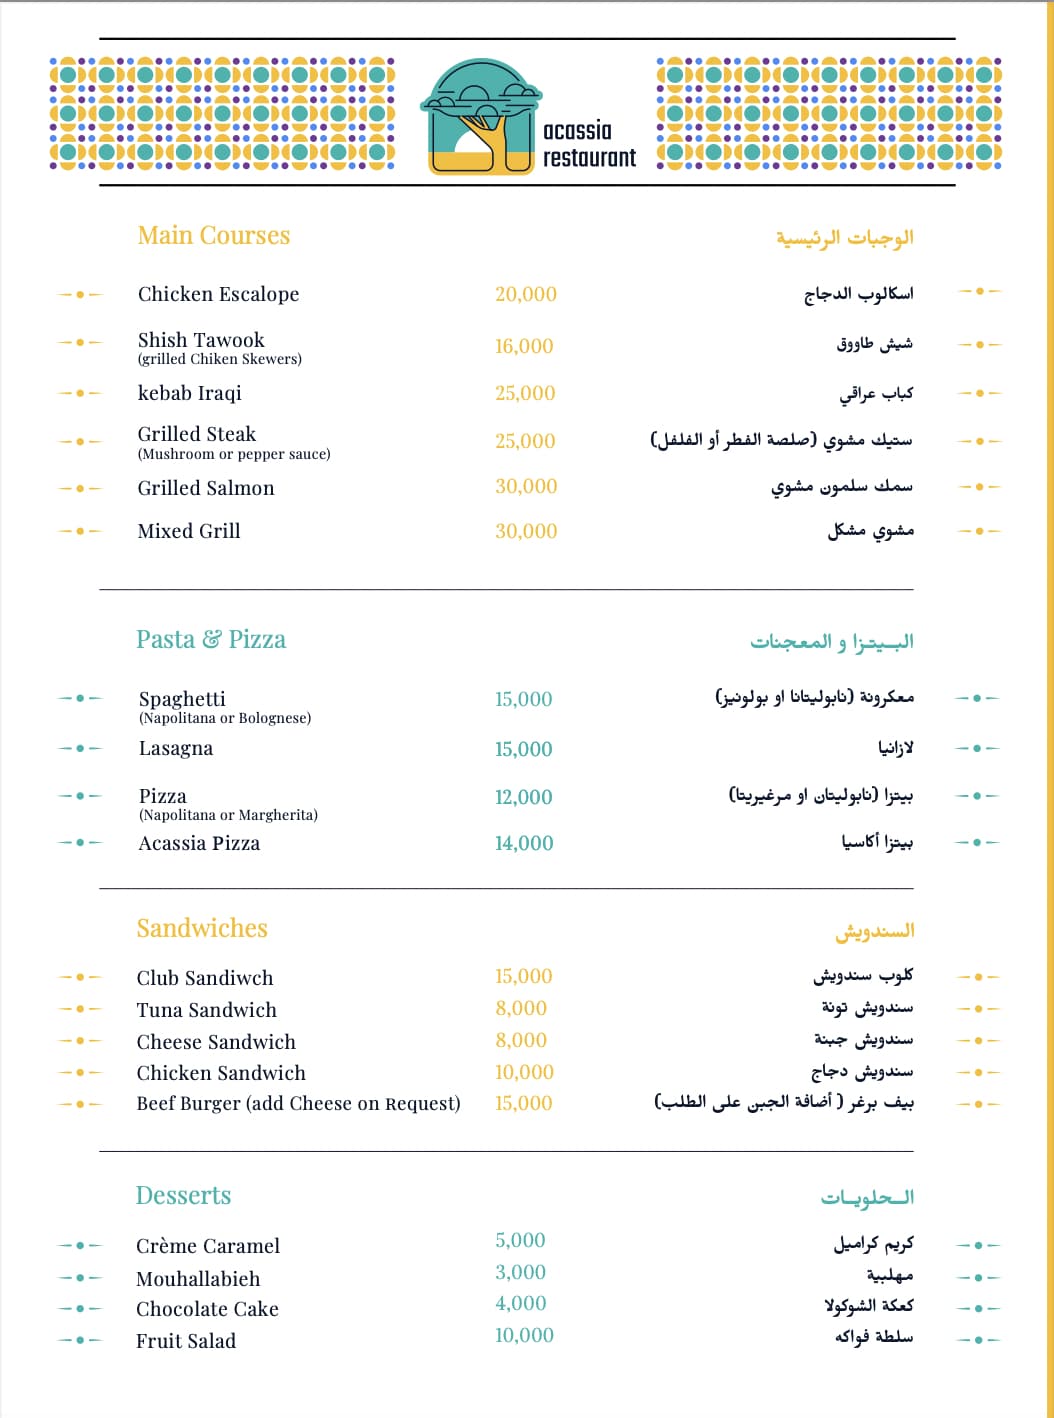 acassia
restaurant
Main Courses الوجبات الرئيسية
Chicken Escalope 20,000 اسكالوب الدجاج
Shish Tawook 16,000 شيش طاووق
(grilled Chiken Skewers)
kebab Iraqi 25,000 كباب عراقي
Grilled Steak 25,000 ستيك مشوي (صلصة الفطر أو الفلفل)
(Mushroom or pepper sauce)
Grilled Salmon 30,000 سمك سلمون مشوي
Mixed Grill 30,000 مشوي مشكل
Pasta & Pizza البـيـتـزا و المعجنات
Spaghetti 15,000 معكرونة (نابوليتانا او بولونيز)
(Napolitana or Bolognese)
Lasagna 15,000 لازانيا
Pizza 12,000 بيتزا (نابوليتان او مرغيريتا)
(Napolitana or Margherita)
Acassia Pizza 14,000 بيتزا أكاسيا
Sandwiches السندويش
Club Sandiwch 15,000 كلوب سندويش
Tuna Sandwich 8,000 سندويش تونة
Cheese Sandwich 8,000 سندويش جبنة
Chicken Sandwich 10,000 سندويش دجاج
Beef Burger (add Cheese on Request) 15,000 بيف برغر ( أضافة الجبن على الطلب)
Desserts الـحلويـات
Crème Caramel 5,000 كريم كراميل
Mouhallabieh 3,000 مهلبية
Chocolate Cake 4,000 كعكة الشوكولا
Fruit Salad 10,000 سلطة فواكه